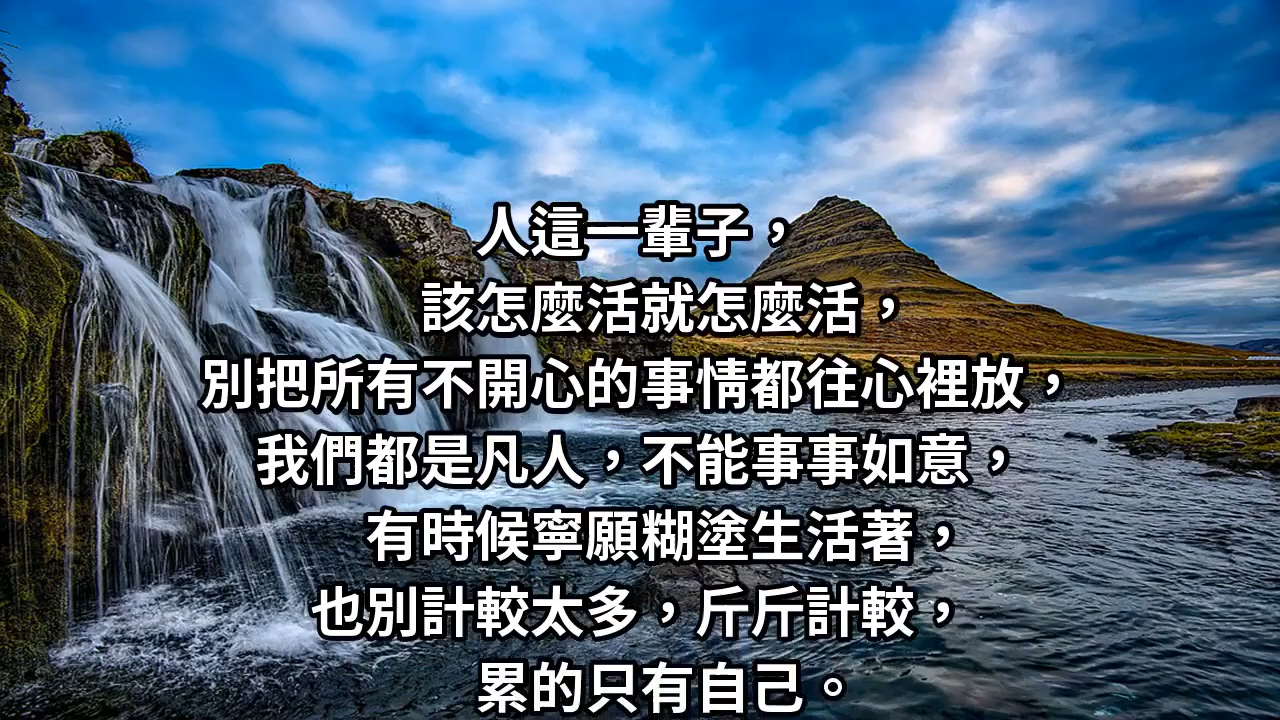 人這一輩子，
該怎麼活就怎麼活，
別把所有不開心的事情都往心裡放，
我們都是凡人，不能事事如意，
有時候寧願糊塗生活著，
也別計較太多，斤斤計較，
累的只有自己。